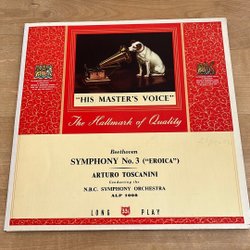 "HIS MASTER'S VOICE"
The Hallmark of Quality
Beethoven
SYMPHONY No. 3 ("EROICA")
ARTURO TOSCANINI
Conducting the
N.B.C. SYMPHONY ORCHESTRA
ALP 1008
LONG PLAY